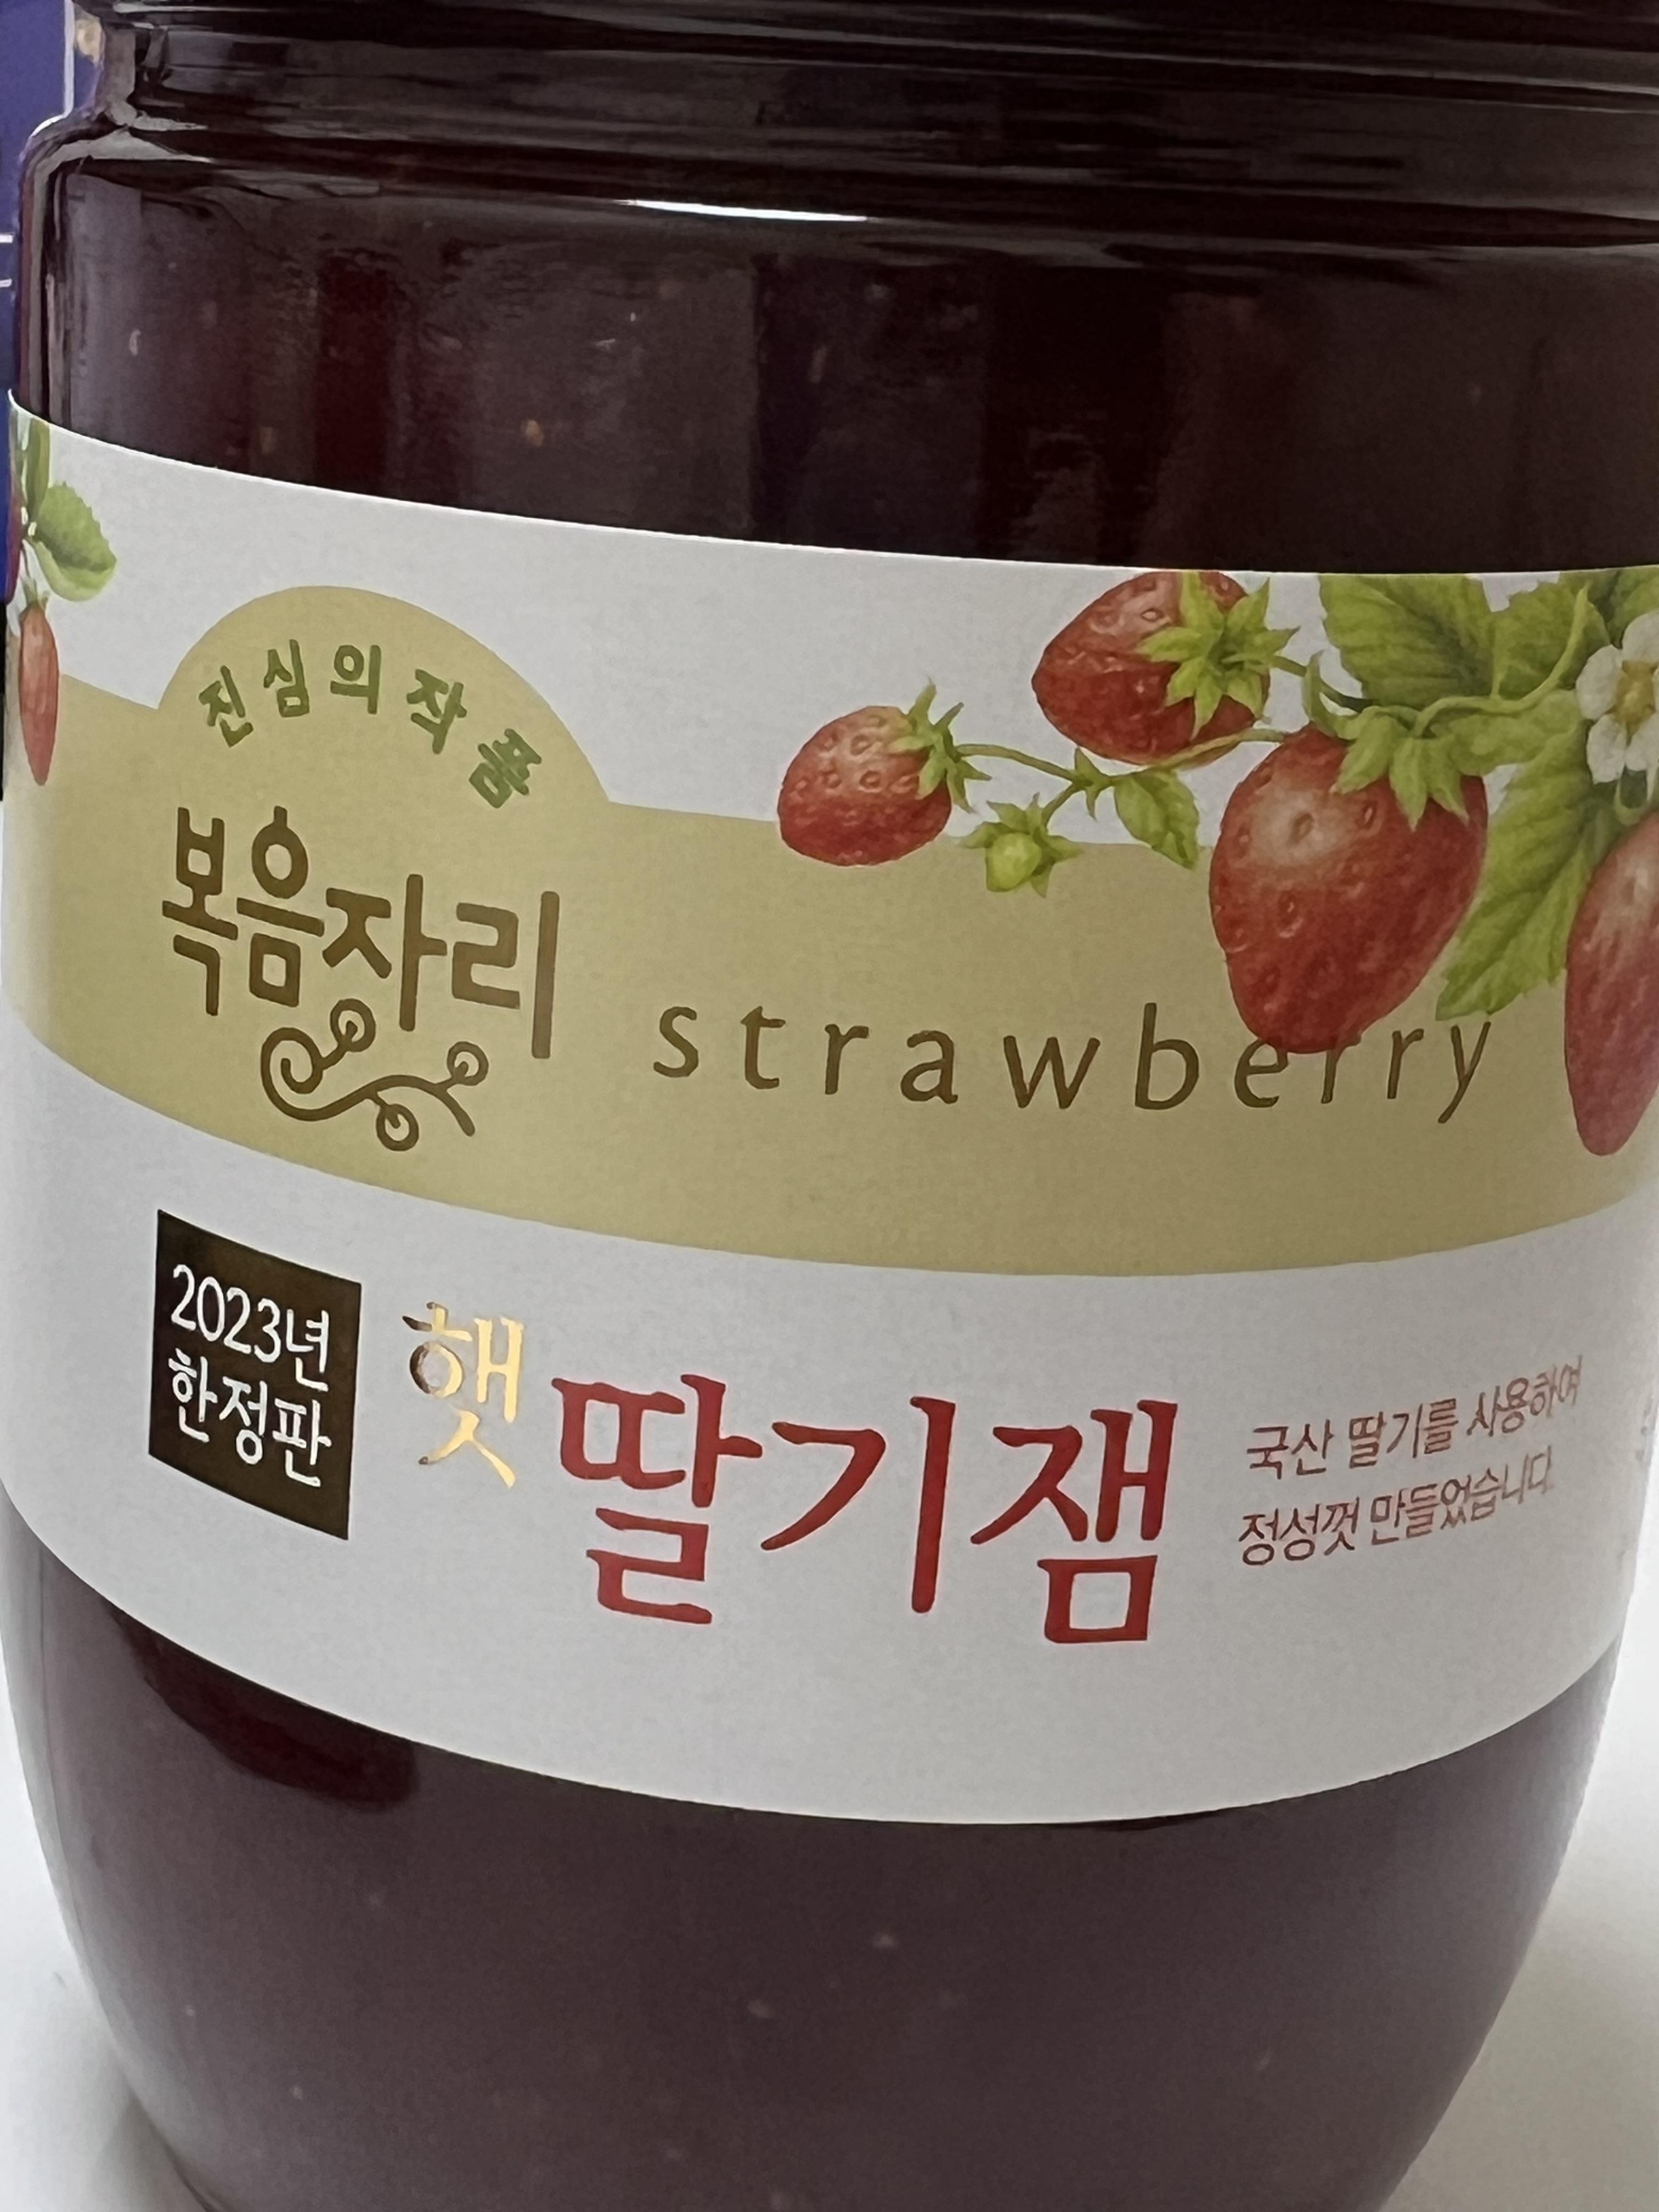 진심의 작품
복음자리
strawberry
2023년
한정판
햇
딸기잼
국산 딸기를 사용하여
정성껏 만들었습니다.